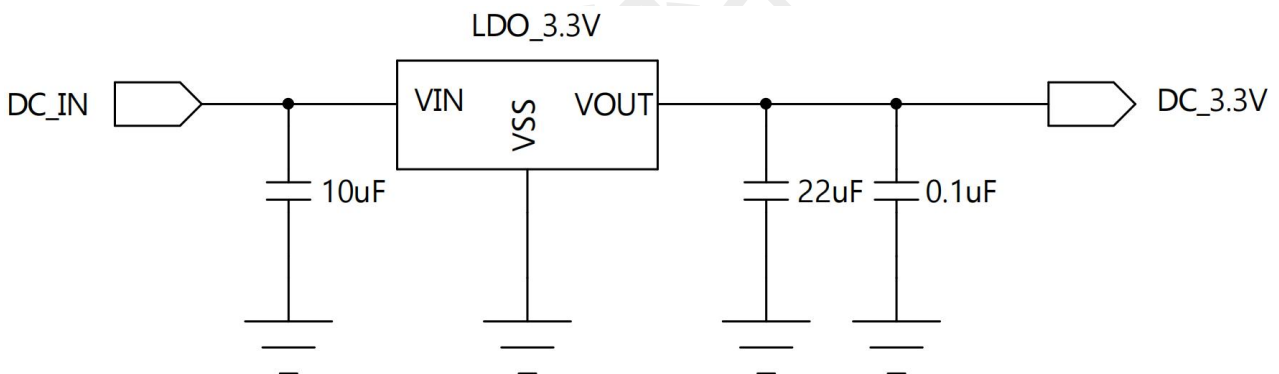 LDO_3.3V
DC_IN
VIN
VSS
VOUT
DC_3.3V
10uF
22uF
0.1uF